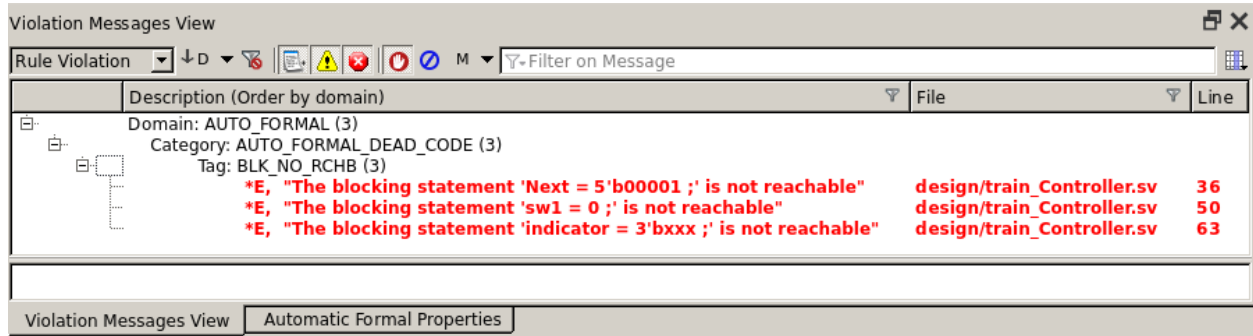 Violation Messages View
Rule Violation D M Filter on Message
Description (Order by domain) File Line
Domain: AUTO_FORMAL (3)
Category: AUTO_FORMAL_DEAD_CODE (3)
Tag: BLK_NO_RCHB (3)
*E, "The blocking statement 'Next = 5'b00001 ;' is not reachable" design/train_Controller.sv 36
*E, "The blocking statement 'sw1 = 0 ;' is not reachable" design/train_Controller.sv 50
*E, "The blocking statement 'indicator = 3'bxxx ;' is not reachable" design/train_Controller.sv 63
Violation Messages View Automatic Formal Properties